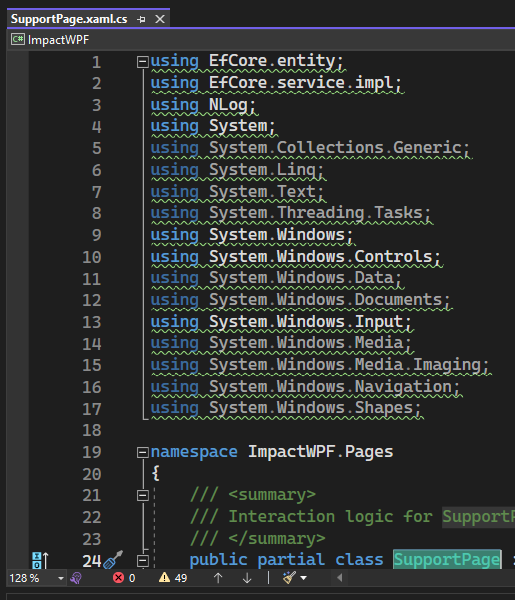 SupportPage.xaml.cs
C# ImpactWPF
1 using EfCore.entity;
2 using EfCore.service.impl;
3 using NLog;
4 using System;
5 using System.Collections.Generic;
6 using System.Linq;
7 using System.Text;
8 using System.Threading.Tasks;
9 using System.Windows;
10 using System.Windows.Controls;
11 using System.Windows.Data;
12 using System.Windows.Documents;
13 using System.Windows.Input;
14 using System.Windows.Media;
15 using System.Windows.Media.Imaging;
16 using System.Windows.Navigation;
17 using System.Windows.Shapes;
18
19 namespace ImpactWPF.Pages
20 {
21 /// <summary>
22 /// Interaction logic for SupportP
23 /// </summary>
24 public partial class SupportPage :
128 % 0 49